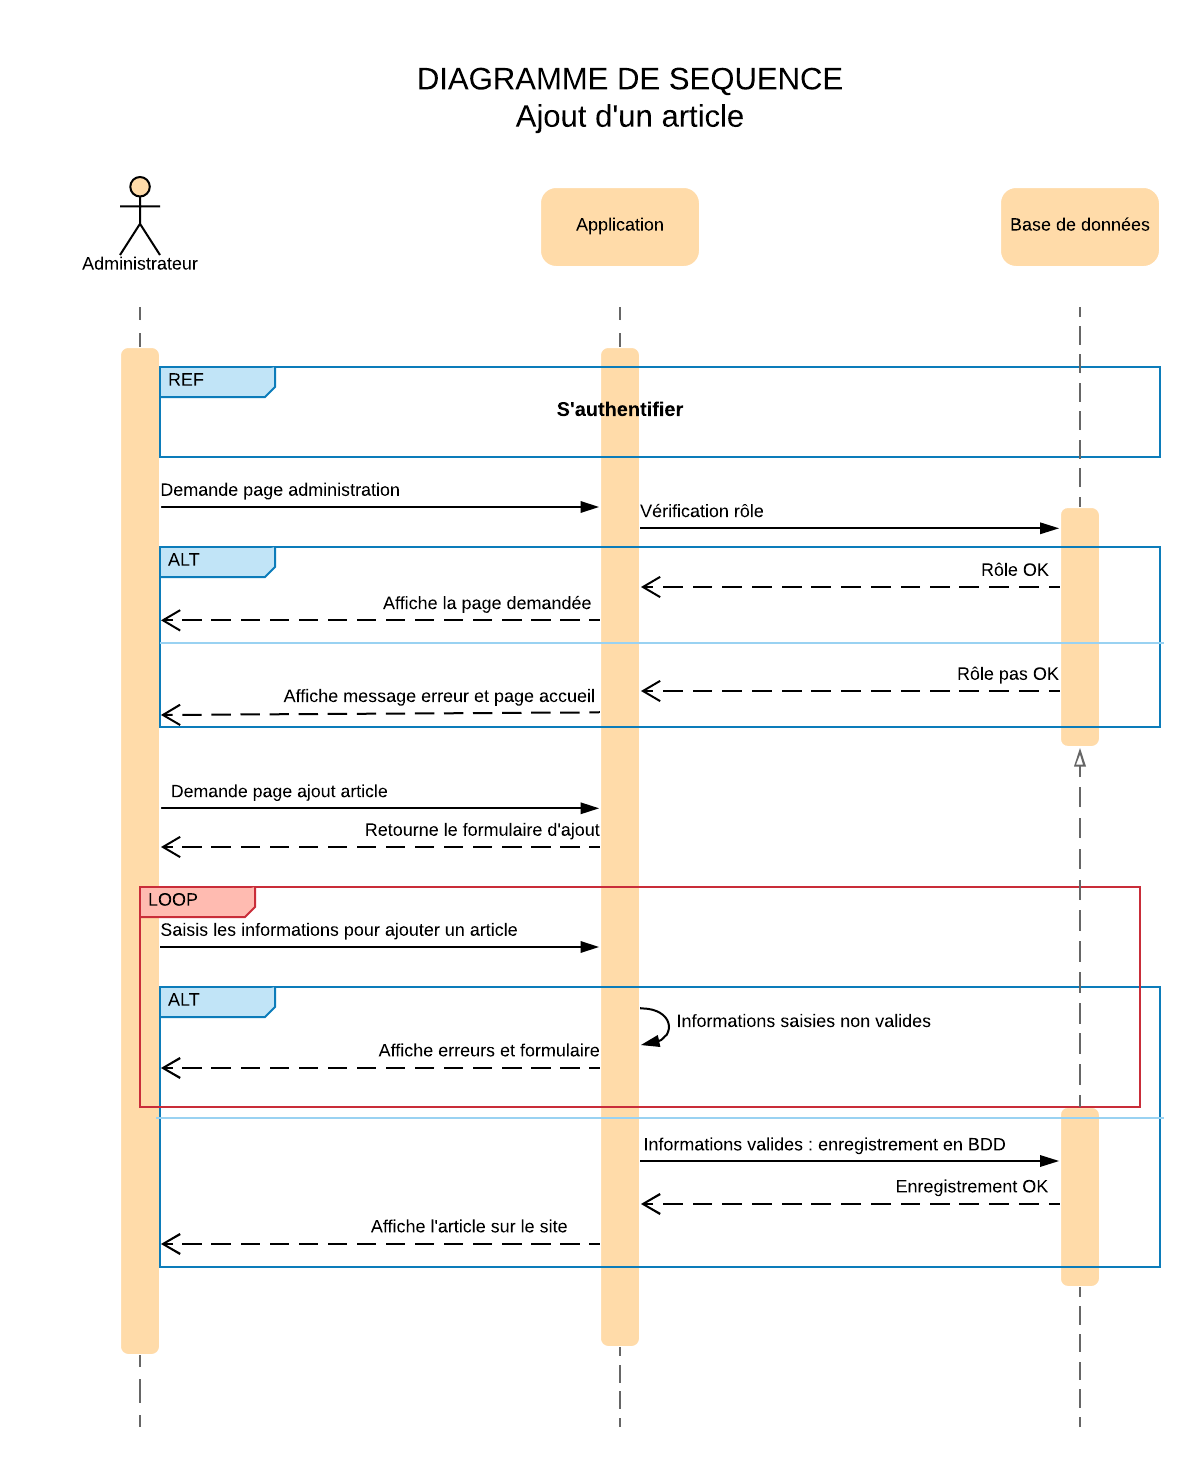 DIAGRAMME DE SEQUENCE
Ajout d'un article
Administrateur
Application
Base de données
REF
S'authentifier
Demande page administration
Vérification rôle
ALT
Rôle OK
Affiche la page demandée
Rôle pas OK
Affiche message erreur et page accueil
Demande page ajout article
Retourne le formulaire d'ajout
LOOP
Saisis les informations pour ajouter un article
ALT
Informations saisies non valides
Affiche erreurs et formulaire
Informations valides : enregistrement en BDD
Enregistrement OK
Affiche l'article sur le site